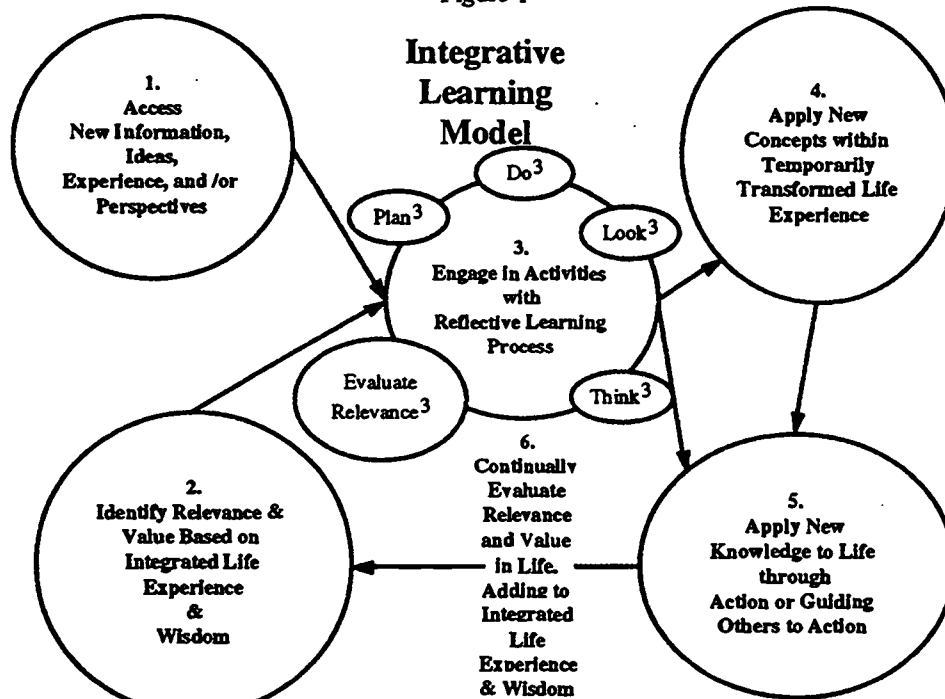 Figure 1
Integrative
Learning
Model
1.
Access
New Information,
Ideas,
Experience, and /or
Perspectives
Plan3
Do3
Look3
3.
Engage in Activities
with
Reflective Learning
Process
Evaluate
Relevance3
Think3
4.
Apply New
Concepts within
Temporarily
Transformed Life
Experience
2.
Identify Relevance &
Value Based on
Integrated Life
Experience
&
Wisdom
6.
Continually
Evaluate
Relevance
and Value
in Life.
Adding to
Integrated
Life
Experience
& Wisdom
5.
Apply New
Knowledge to Life
through
Action or Guiding
Others to Action